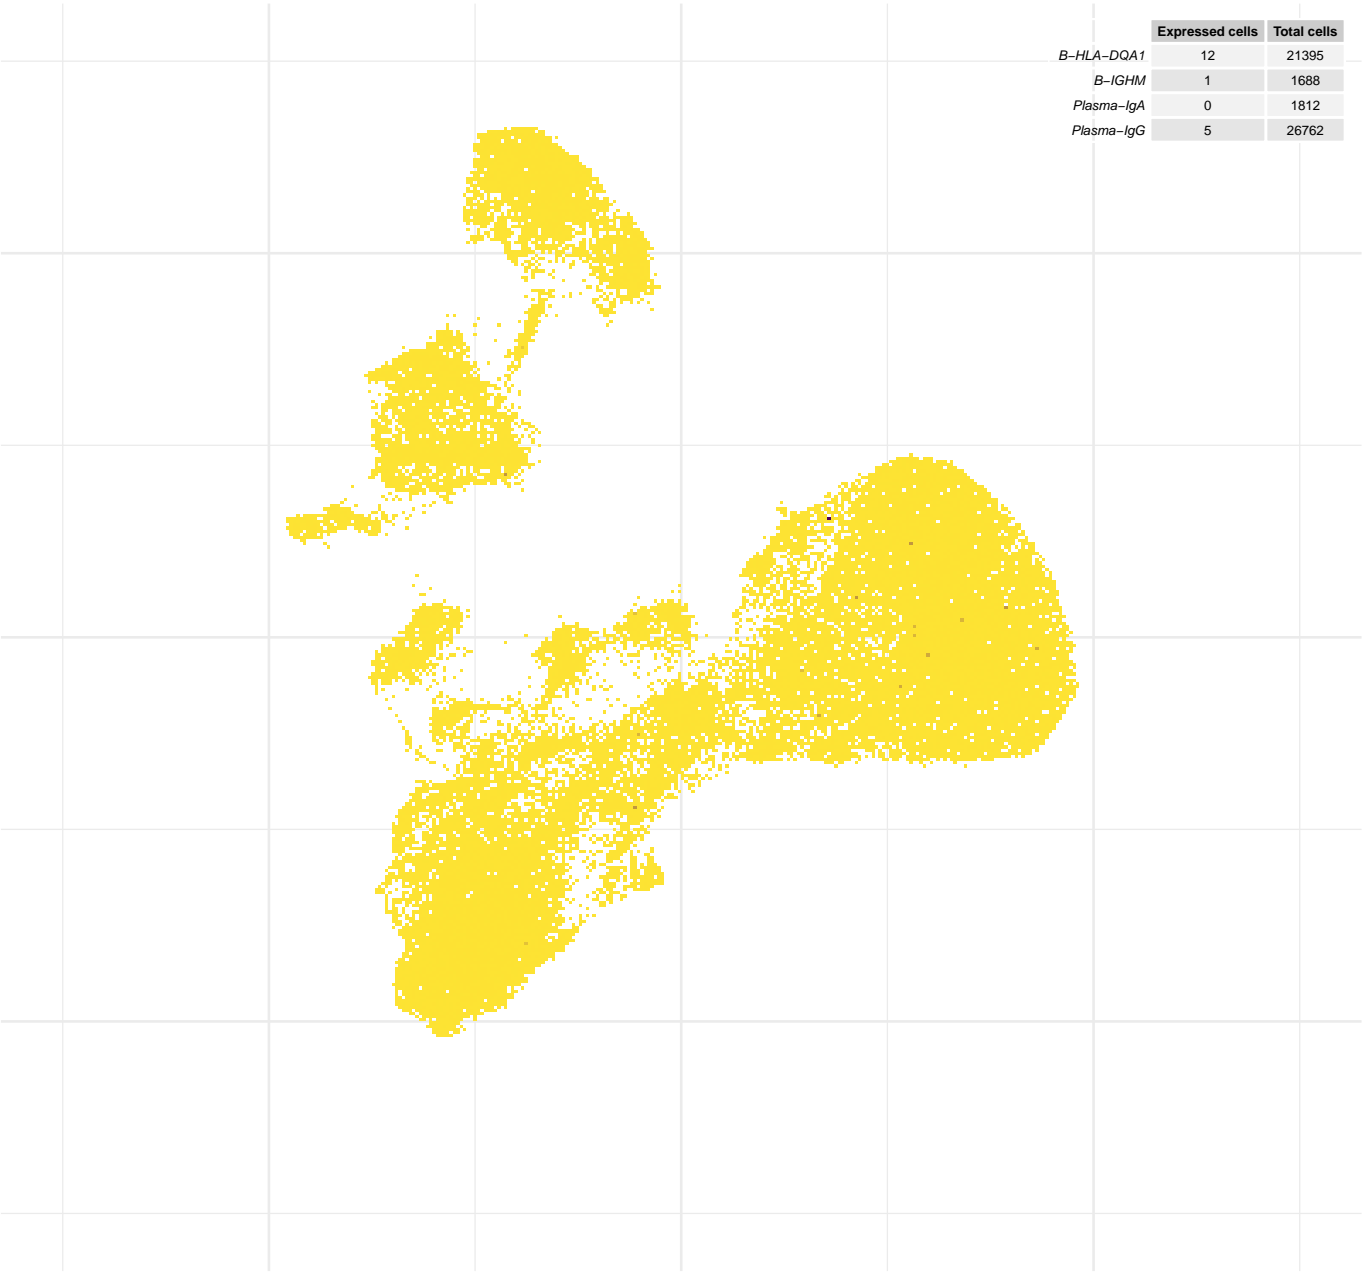 Expressed cells Total cells
B−HLA−DQA1 12 21395
B−IGHM 1 1688
Plasma−IgA 0 1812
Plasma−IgG 5 26762